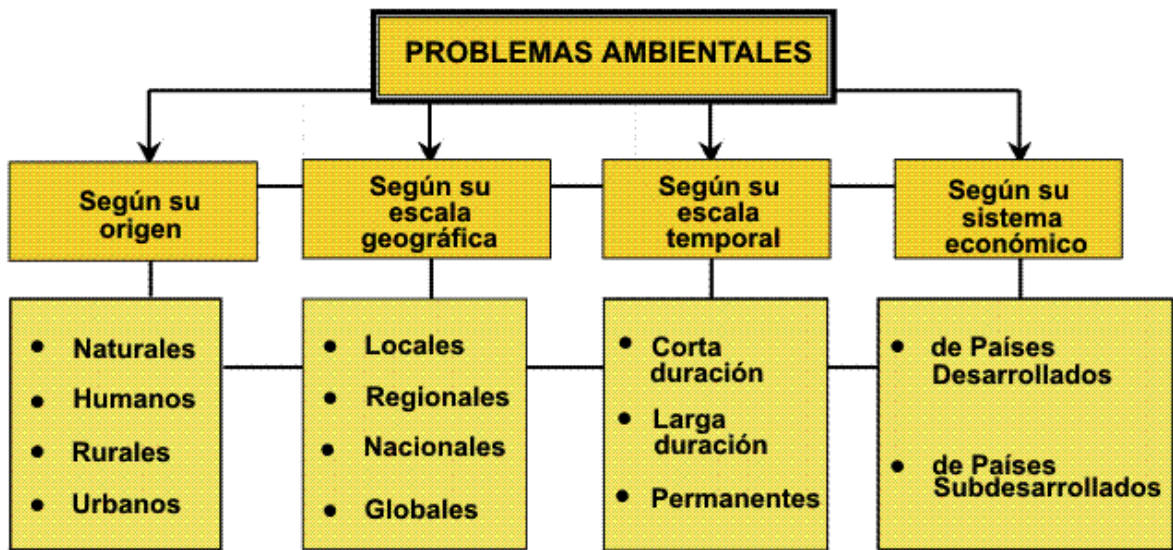 PROBLEMAS AMBIENTALES
Según su
origen
Según su
escala
geográfica
Según su
escala
temporal
Según su
sistema
económico
• Naturales
• Humanos
• Rurales
• Urbanos
• Locales
• Regionales
• Nacionales
• Globales
• Corta
duración
• Larga
duración
• Permanentes
• de Países
Desarrollados
• de Países
Subdesarrollados